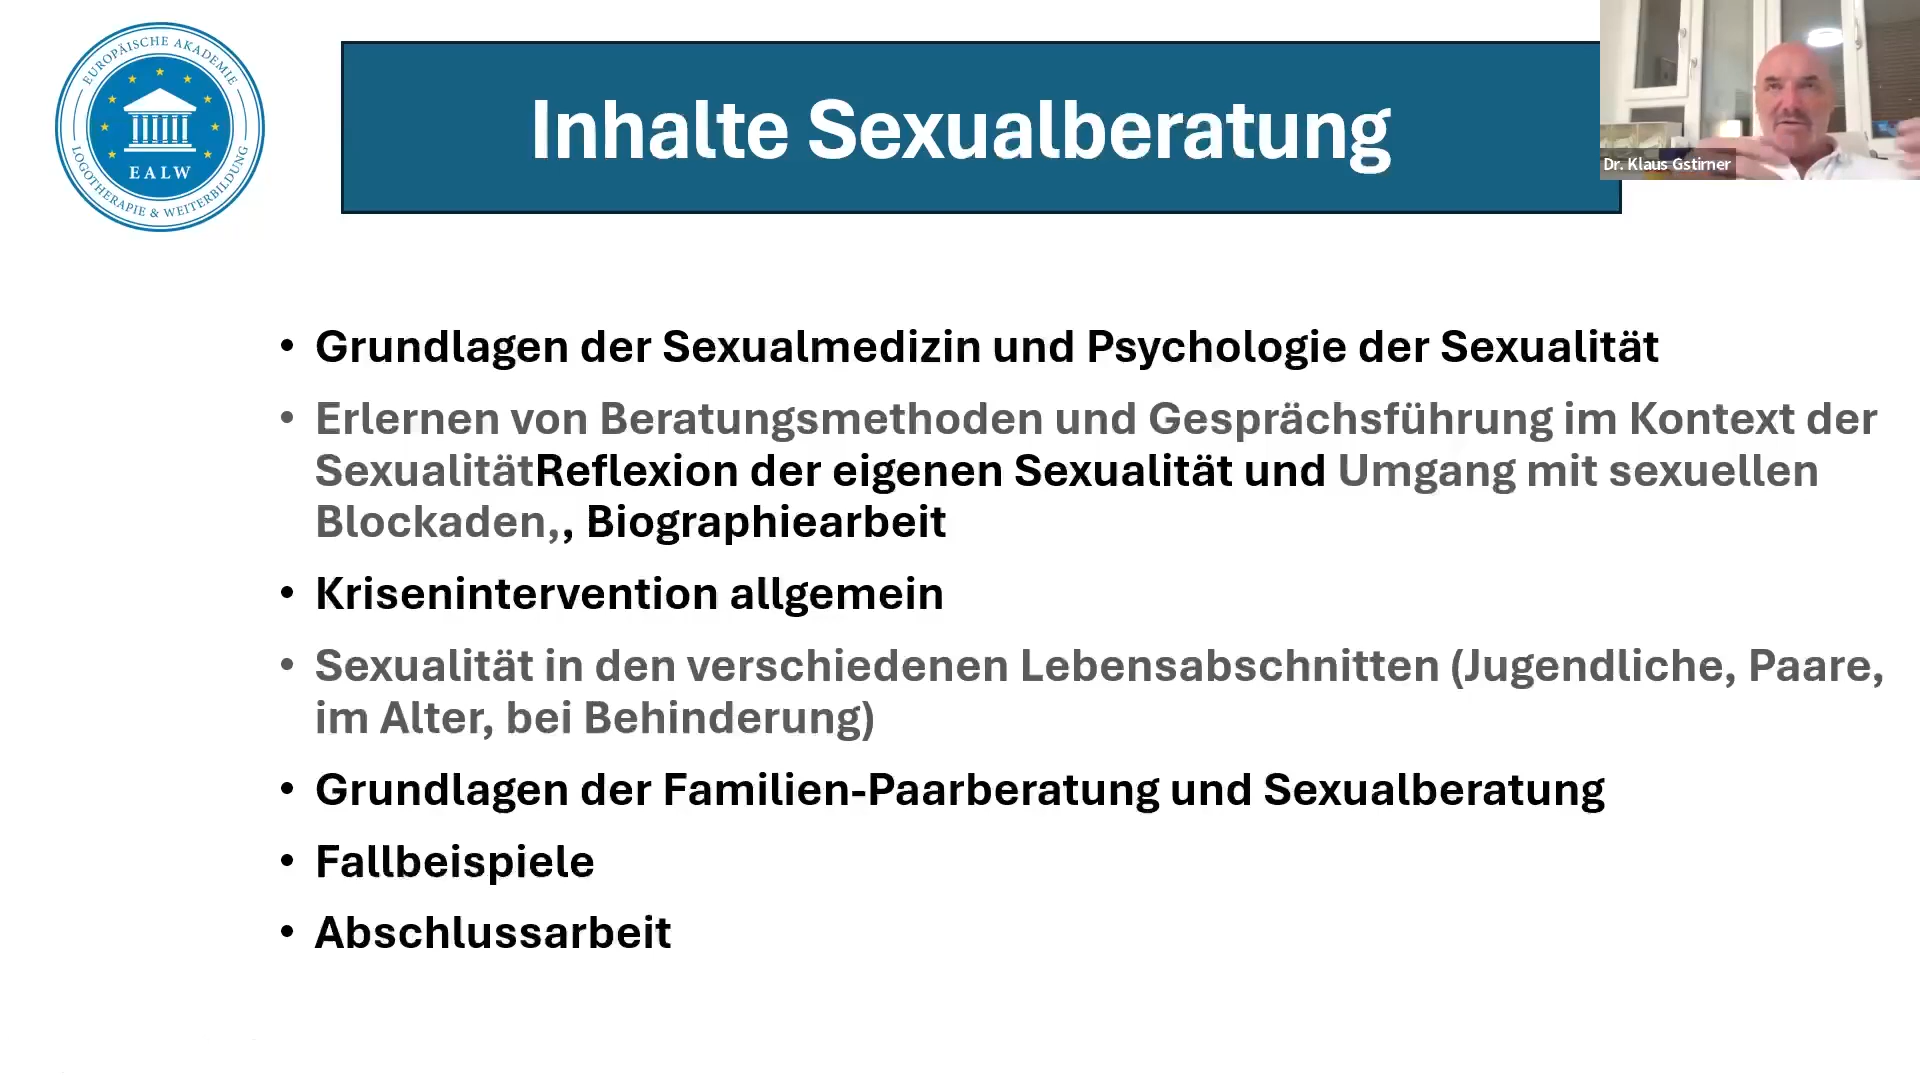 EUROPÄISCHE AKADEMIE
EALW
LOGOTHERAPIE & WEITERBILDUNG
Inhalte Sexualberatung
Dr. Klaus Gstirner
• Grundlagen der Sexualmedizin und Psychologie der Sexualität
• Erlernen von Beratungsmethoden und Gesprächsführung im Kontext der
SexualitätReflexion der eigenen Sexualität und Umgang mit sexuellen
Blockaden,, Biographiearbeit
• Krisenintervention allgemein
• Sexualität in den verschiedenen Lebensabschnitten (Jugendliche, Paare,
im Alter, bei Behinderung)
• Grundlagen der Familien-Paarberatung und Sexualberatung
• Fallbeispiele
• Abschlussarbeit